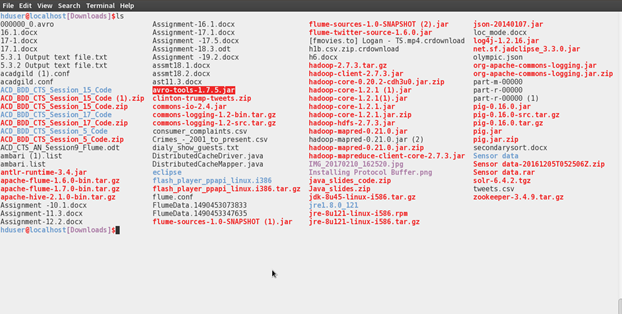 File Edit View Search Terminal Help
hduser@localhost[Downloads]$ls
000000_0.avro Assignment-16.1.docx flume-sources-1.0-SNAPSHOT (2).jar json-20140107.jar
16.1.docx Assignment-17.1.docx flume-twitter-source-1.6.0.jar loc_mode.docx
17-1.docx Assignment -17.5.docx [fmovies.to] Logan - TS.mp4.crdownload log4j-1.2.16.jar
17.1.docx Assignment-18.3.odt h1b.csv.zip.crdownload net.sf.jadclipse_3.3.0.jar
5.3.1 Output text file.txt Assignment -19.2.docx h6.docx olympic.json
5.3.2 Output text file.txt assmt18.1.docx hadoop-2.7.3.tar.gz org-apache-commons-logging.jar
acadgild (1).conf assmt18.2.docx hadoop-client-2.7.3.jar org-apache-commons-logging.jar.zip
acadgild.conf ast11.3.docx hadoop-core-0.20.2-cdh3u0.jar.zip part-m-00000
ACD_BDD_CTS_Session_15_Code avro-tools-1.7.5.jar hadoop-core-1.2.1 (1).jar part-r-00000
ACD_BDD_CTS_Session_15_Code (1).zip clinton-trump-tweets.zip hadoop-core-1.2.1(1).jar part-r-00000 (1)
ACD_BDD_CTS_Session_15_Code.zip commons-io-2.4.jar hadoop-core-1.2.1.jar pig-0.16.0.jar
ACD_BDD_CTS_Session_17_Code commons-logging-1.2-bin.tar.gz hadoop-core-1.2.1.jar.zip pig-0.16.0-src.tar.gz
ACD_BDD_CTS_Session_17_Code.zip commons-logging-1.2-src.tar.gz hadoop-hdfs-2.7.3.jar pig-0.16.0.tar.gz
ACD_BDD_CTS_Session_5_Code consumer_complaints.csv hadoop-mapred-0.21.0.jar pig.jar
ACD_BDD_CTS_Session_5_Code.zip Crimes_-_2001_to_present.csv hadoop-mapred-0.21.0.jar (2) pig.jar.zip
ACD_CTS_AN_Session9_Flume.odt dialy_show_guests.txt hadoop-mapred-0.21.0.jar.zip secondarysort.docx
ambari (1).list DistributedCacheDriver.java hadoop-mapreduce-client-core-2.7.3.jar Sensor data
ambari.list DistributedCacheMapper.java IMG_20170210_162520.jpg Sensor data-20161205T052506Z.zip
antlr-runtime-3.4.jar eclipse Installing Protocol Buffer.png Sensor data.rar
apache-flume-1.6.0-bin.tar.gz flash_player_ppapi_linux.i386 java_slides_code.zip solr-6.4.2.tgz
apache-flume-1.7.0-bin.tar.gz flash_player_ppapi_linux.i386.tar.gz Java_slides.zip tweets.csv
apache-hive-2.1.0-bin.tar.gz flume.conf jdk-8u45-linux-i586.tar.gz zookeeper-3.4.9.tar.gz
Assignment -10.1.docx FlumeData.1490453073833 jre1.8.0_121
Assignment-11.3.docx FlumeData.1490453347635 jre-8u121-linux-i586.rpm
Assignment-12.2.docx flume-sources-1.0-SNAPSHOT (1).jar jre-8u121-linux-i586.tar.gz
hduser@localhost[Downloads]$